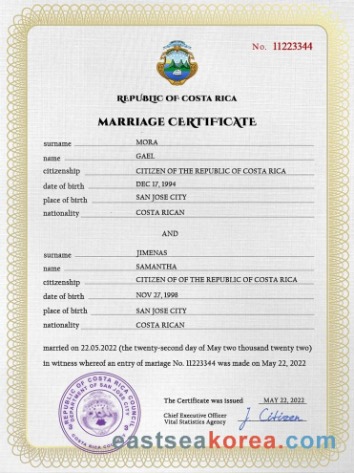 No. 11223344
REPUBLIC OF COSTA RICA
MARRIAGE CERTIFICATE
surname MORA
name GAEL
citizenship CITIZEN OF THE REPUBLIC OF COSTA RICA
date of birth DEC 17, 1994
place of birth SAN JOSE CITY
nationality COSTA RICAN
AND
surname JIMENAS
name SAMANTHA
citizenship CITIZEN OF OF THE REPUBLIC OF COSTA RICA
date of birth NOV 27, 1998
place of birth SAN JOSE CITY
nationality COSTA RICAN
married on 22.05.2022 (the twenty-second day of May two thousand twenty two)
in witness whereof an entry of marriage No. 11223344 was made on May 22, 2022
REPUBLIC OF COSTA RICA COUNCIL
DEPARTMENT OF SAN JOSE CITY
COSTA RICA COUNCIL
The Certificate was issued MAY 22, 2022
Chief Executive Officer
Vital Statistics Agency
J. Citizen
eastseakorea.com